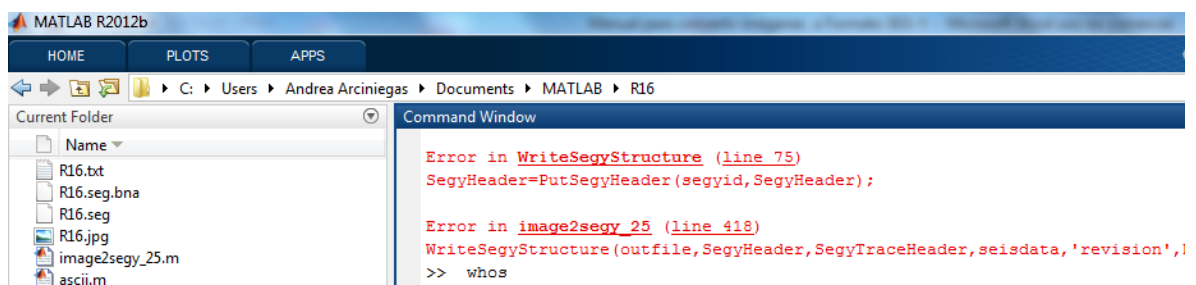 MATLAB R2012b
HOME PLOTS APPS
C: Users Andrea Arciniegas Documents MATLAB R16
Current Folder
Command Window
Name
R16.txt
R16.seg.bna
R16.seg
R16.jpg
image2segy_25.m
ascii.m
Error in WriteSegyStructure (line 75)
SegyHeader=PutSegyHeader(segyid,SegyHeader);
Error in image2segy_25 (line 418)
WriteSegyStructure(outfile,SegyHeader,SegyTraceHeader,seisdata,'revision',
>> whos